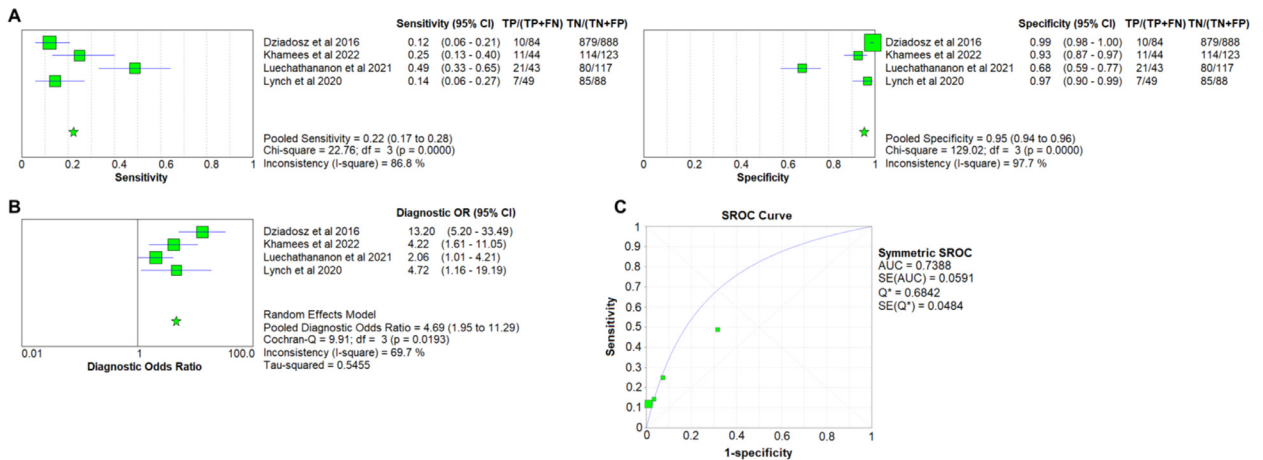 A
Sensitivity (95% CI) TP/(TP+FN) TN/(TN+FP)
Dziadosz et al 2016 0.12 (0.06 - 0.21) 10/84 879/888
Khamees et al 2022 0.25 (0.13 - 0.40) 11/44 114/123
Luechathananon et al 2021 0.49 (0.33 - 0.65) 21/43 80/117
Lynch et al 2020 0.14 (0.06 - 0.27) 7/49 85/88
Pooled Sensitivity = 0.22 (0.17 to 0.28)
Chi-square = 22.76; df = 3 (p = 0.0000)
Inconsistency (I-square) = 86.8 %
0 0.2 0.4 0.6 0.8 1
Sensitivity
Specificity (95% CI) TP/(TP+FN) TN/(TN+FP)
Dziadosz et al 2016 0.99 (0.98 - 1.00) 10/84 879/888
Khamees et al 2022 0.93 (0.87 - 0.97) 11/44 114/123
Luechathananon et al 2021 0.68 (0.59 - 0.77) 21/43 80/117
Lynch et al 2020 0.97 (0.90 - 0.99) 7/49 85/88
Pooled Specificity = 0.95 (0.94 to 0.96)
Chi-square = 129.02; df = 3 (p = 0.0000)
Inconsistency (I-square) = 97.7 %
0 0.2 0.4 0.6 0.8 1
Specificity
B
Diagnostic OR (95% CI)
Dziadosz et al 2016 13.20 (5.20 - 33.49)
Khamees et al 2022 4.22 (1.61 - 11.05)
Luechathananon et al 2021 2.06 (1.01 - 4.21)
Lynch et al 2020 4.72 (1.16 - 19.19)
Random Effects Model
Pooled Diagnostic Odds Ratio = 4.69 (1.95 to 11.29)
Cochran-Q = 9.91; df = 3 (p = 0.0193)
Inconsistency (I-square) = 69.7 %
Tau-squared = 0.5455
0.01 1 100.0
Diagnostic Odds Ratio
C
SROC Curve
1
0.9
0.8
0.7
0.6
0.5
0.4
0.3
0.2
0.1
0
Sensitivity
0 0.2 0.4 0.6 0.8 1
1-specificity
Symmetric SROC
AUC = 0.7388
SE(AUC) = 0.0591
Q* = 0.6842
SE(Q*) = 0.0484